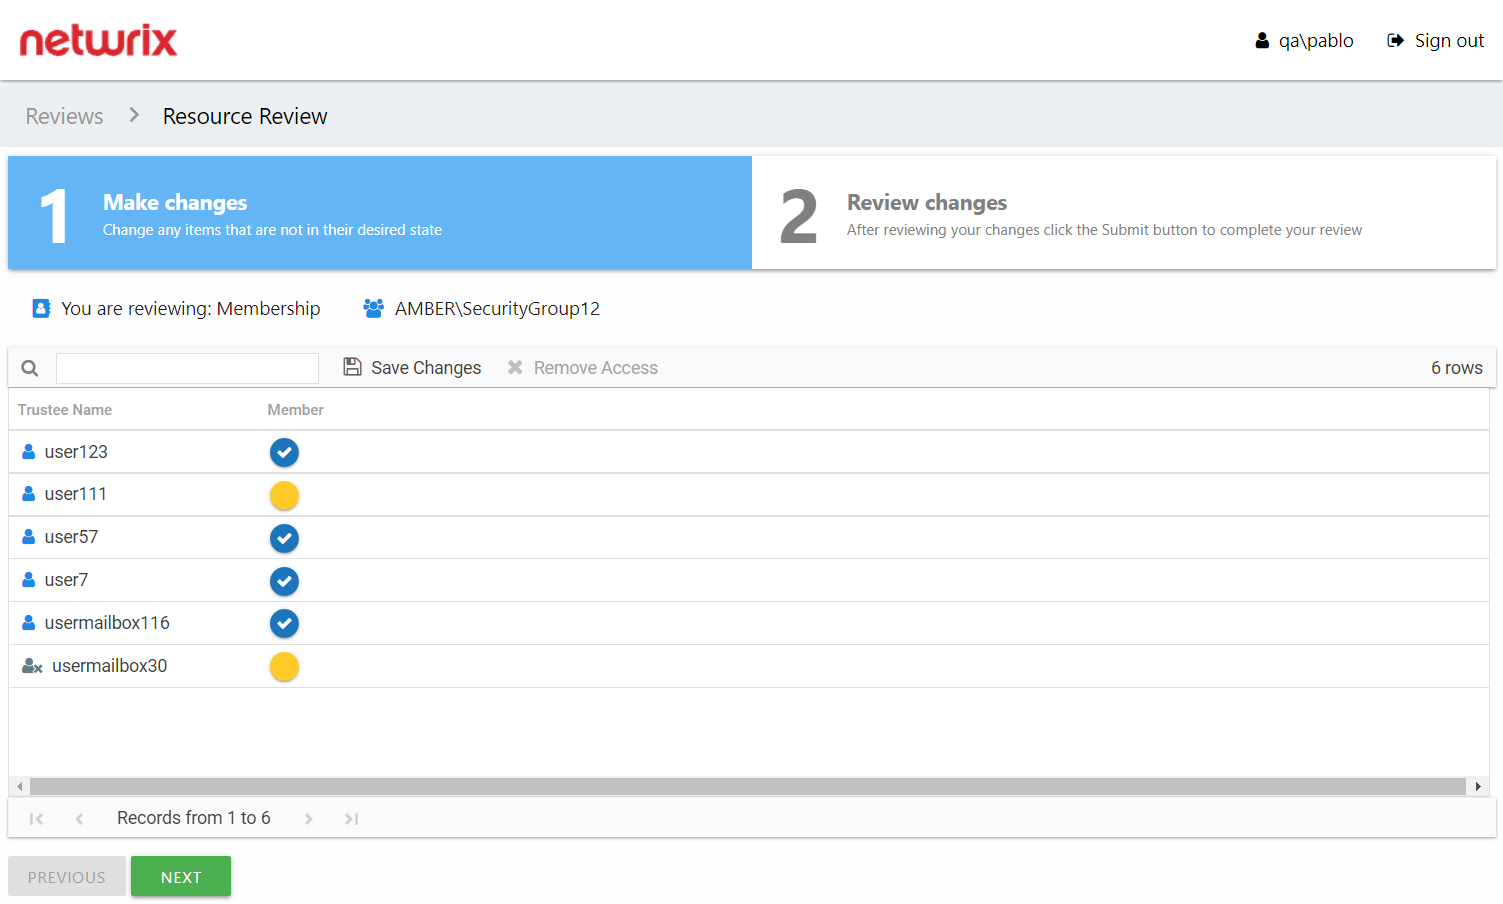 netwrix
qa\pablo Sign out
Reviews Resource Review
1 Make changes
Change any items that are not in their desired state
2 Review changes
After reviewing your changes click the Submit button to complete your review
You are reviewing: Membership AMBER\SecurityGroup12
Save Changes Remove Access 6 rows
Trustee Name Member
user123
user111
user57
user7
usermailbox116
usermailbox30
Records from 1 to 6
PREVIOUS NEXT